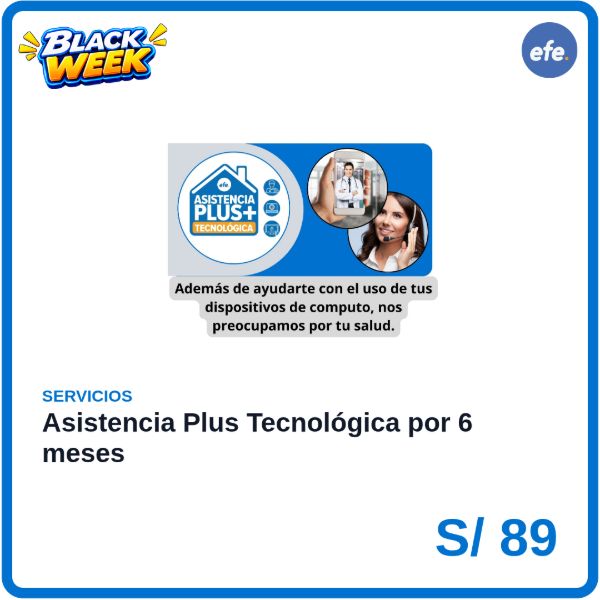 BLACK
WEEK
efe.
efe
ASISTENCIA
PLUS+
TECNOLÓGICA
Además de ayudarte con el uso de tus
dispositivos de computo, nos
preocupamos por tu salud.
SERVICIOS
Asistencia Plus Tecnológica por 6
meses
S/ 89